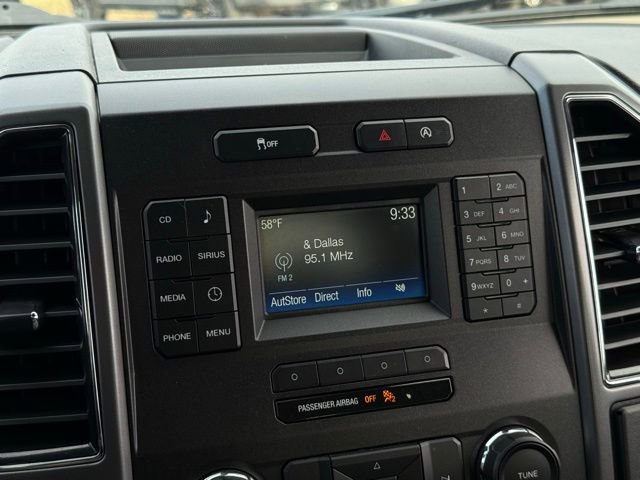 OFF
A
CD
RADIO
SIRIUS
MEDIA
PHONE
MENU
58°F
9:33
& Dallas
95.1 MHz
FM 2
AutoStore Direct Info
1
2 ABC
3 DEF
4 GHI
5 JKL
6 MNO
7 PQRS
8 TUV
9 WXYZ
0 +
*
#
PASSENGER AIRBAG OFF
2
TUNE